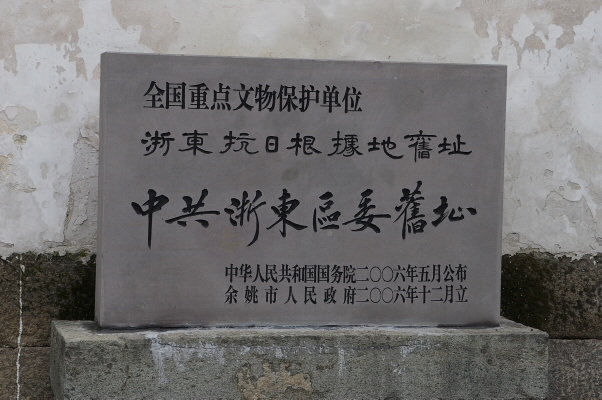 全国重点文物保护单位
浙東抗日根據地舊址
中共浙東區委舊址
中华人民共和国国务院二〇〇六年五月公布
余姚市人民政府二〇〇六年十二月立